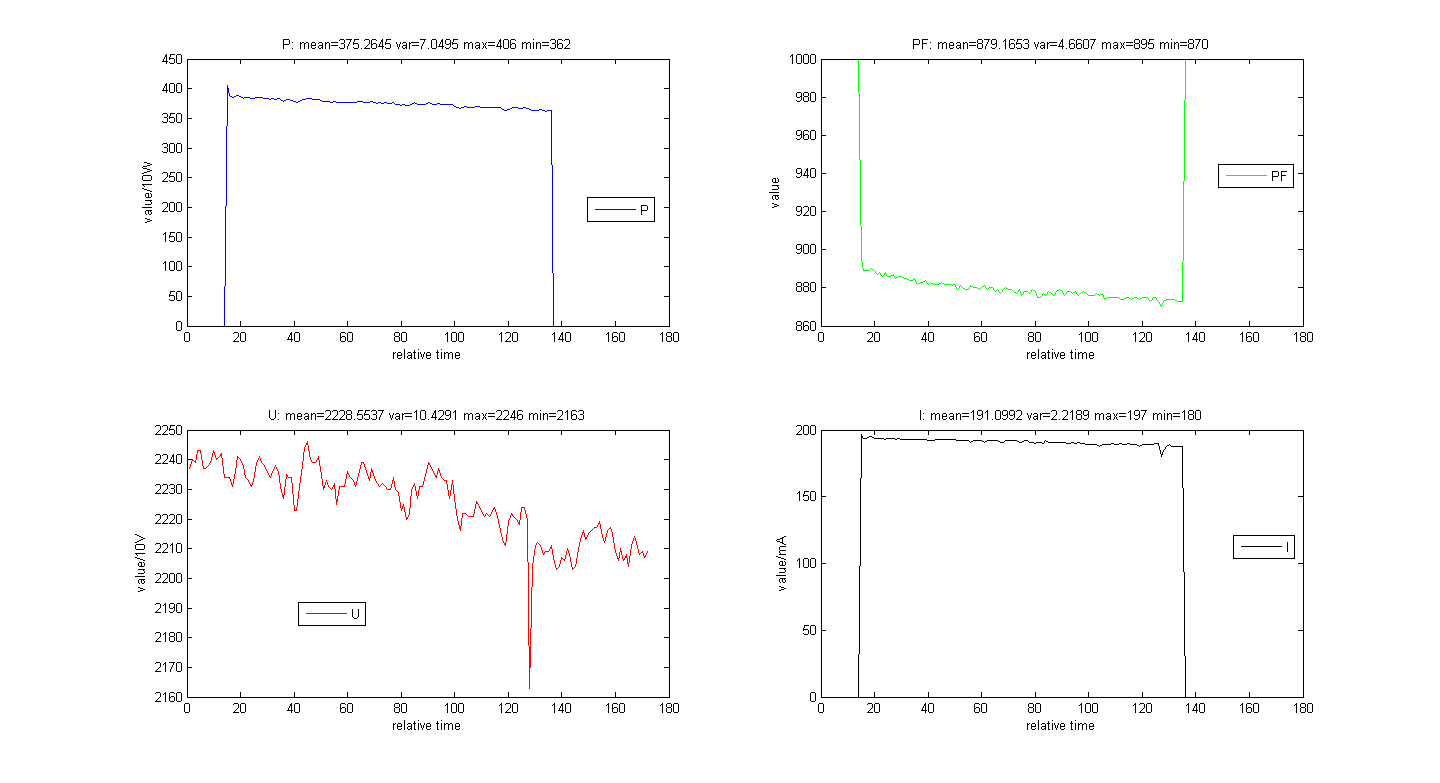 P: mean=375.2645 var=7.0495 max=406 min=362
450
400
350
300
250
200
150
100
50
0
value/10W
P
0 20 40 60 80 100 120 140 160 180
relative time
PF: mean=879.1653 var=4.6607 max=895 min=870
1000
980
960
940
920
900
880
860
value
PF
0 20 40 60 80 100 120 140 160 180
relative time
U: mean=2228.5537 var=10.4291 max=2246 min=2163
2250
2240
2230
2220
2210
2200
2190
2180
2170
2160
value/10V
U
0 20 40 60 80 100 120 140 160 180
relative time
I: mean=191.0992 var=2.2189 max=197 min=180
200
150
100
50
0
value/mA
I
0 20 40 60 80 100 120 140 160 180
relative time